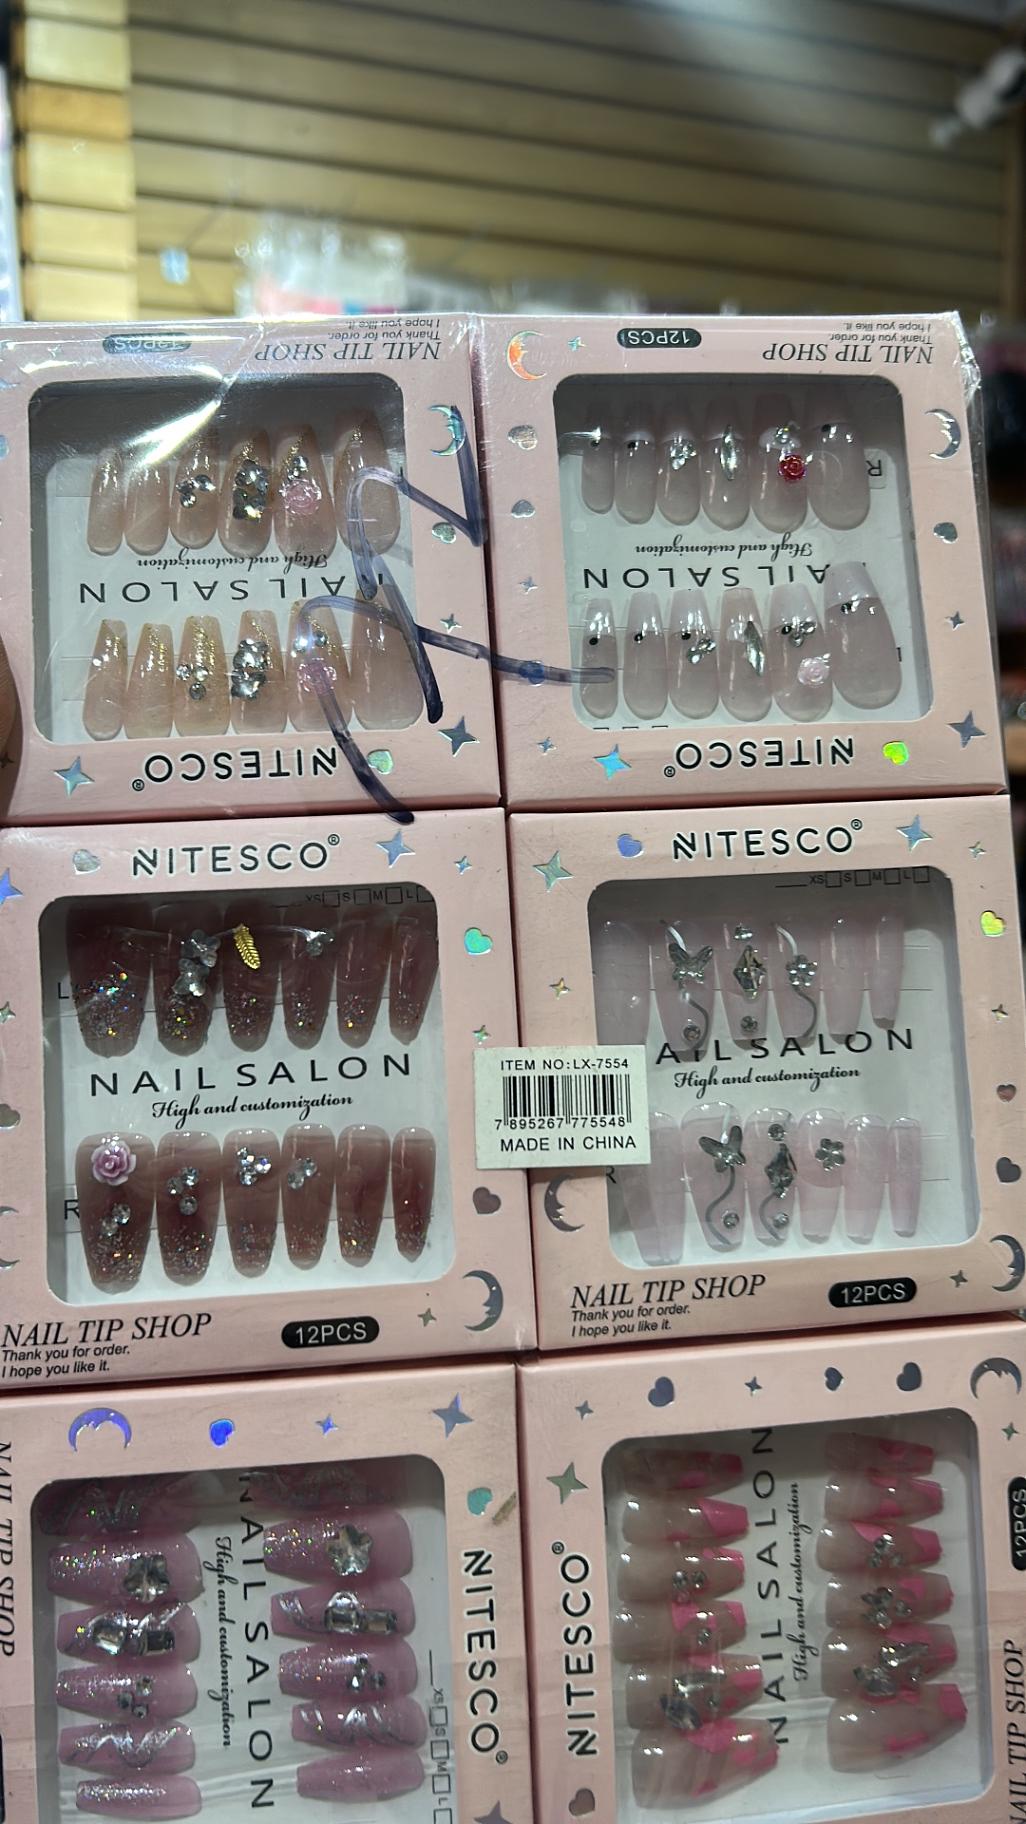 NAIL TIP SHOP
Thank you for order.
I hope you like it.
12PCS
High and customization
NAIL SALON
NITESCO®
NAIL TIP SHOP
Thank you for order.
I hope you like it.
12PCS
R
High and customization
NAIL SALON
NITESCO®
NITESCO®
XS S M L
L
NAIL SALON
High and customization
R
NAIL TIP SHOP
Thank you for order.
I hope you like it.
12PCS
NITESCO®
XS S M L
NAIL SALON
High and customization
R
NAIL TIP SHOP
Thank you for order.
I hope you like it.
12PCS
ITEM NO:LX-7554
7 895267 775548
MADE IN CHINA
NAIL TIP SHOP
NAIL SALON
High and customization
XS S M L
NITESCO®
NITESCO®
NAIL SALON
High and customization
12PCS
NAIL TIP SHOP